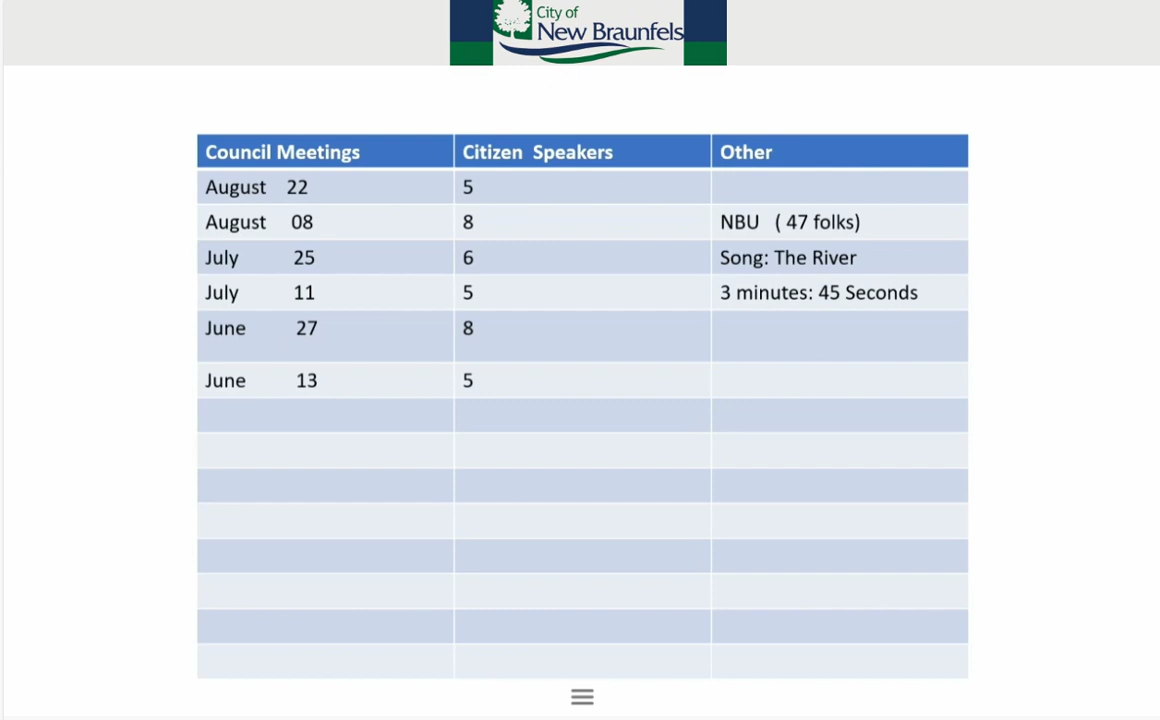 City of
New Braunfels
Council Meetings Citizen Speakers Other
August 22 5
August 08 8 NBU ( 47 folks)
July 25 6 Song: The River
July 11 5 3 minutes: 45 Seconds
June 27 8
June 13 5